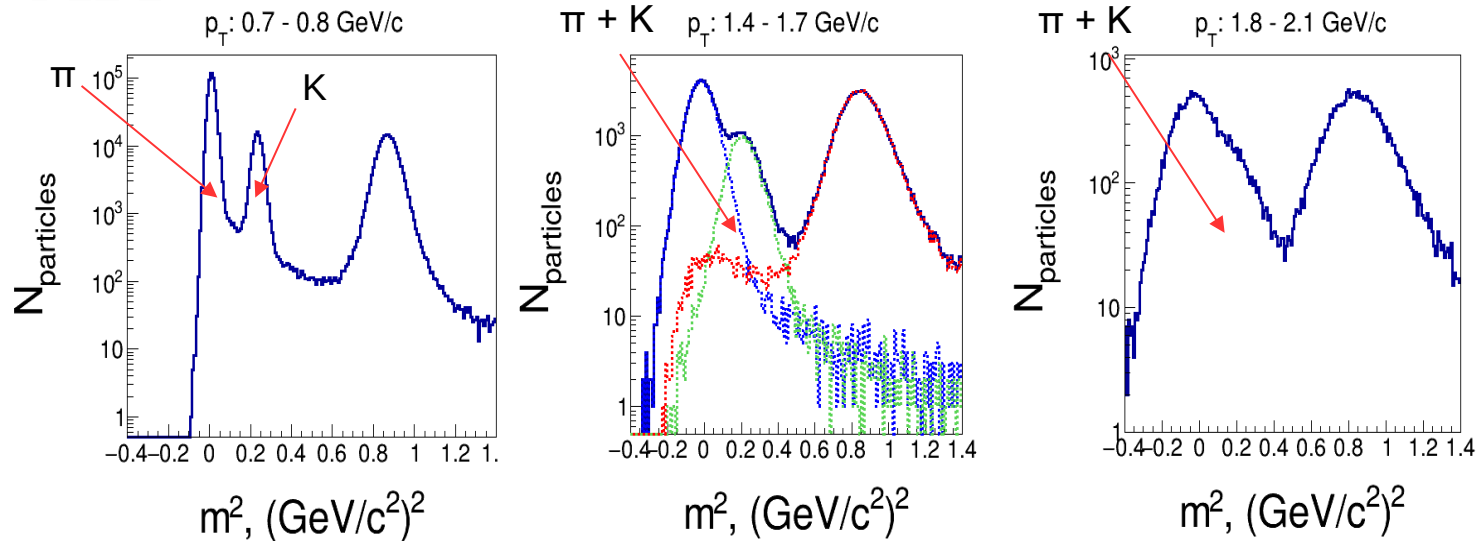 p_T: 0.7 - 0.8 GeV/c
π
K
N_particles
10^5
10^4
10^3
10^2
10
1
−0.4 −0.2 0 0.2 0.4 0.6 0.8 1 1.2 1.
m², (GeV/c²)²
π + K
p_T: 1.4 - 1.7 GeV/c
N_particles
10^3
10^2
10
1
−0.4 −0.2 0 0.2 0.4 0.6 0.8 1 1.2 1.4
m², (GeV/c²)²
π + K
p_T: 1.8 - 2.1 GeV/c
N_particles
10^3
10^2
10
1
−0.4 −0.2 0 0.2 0.4 0.6 0.8 1 1.2 1.4
m², (GeV/c²)²